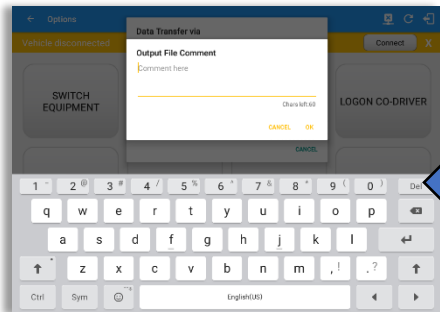 ← Options
Data Transfer via
Vehicle disconnected
Connect X
Output File Comment
Comment here
SWITCH
EQUIPMENT
LOGON CO-DRIVER
Chars left:60
CANCEL OK
CANCEL
1 - 2 @ 3 # 4 / 5 % 6 ^ 7 & 8 * 9 ( 0 ) Del
q w e r t y u i o p
a s d f g h j k l
z x c v b n m , ! . ?
Ctrl Sym English(US)